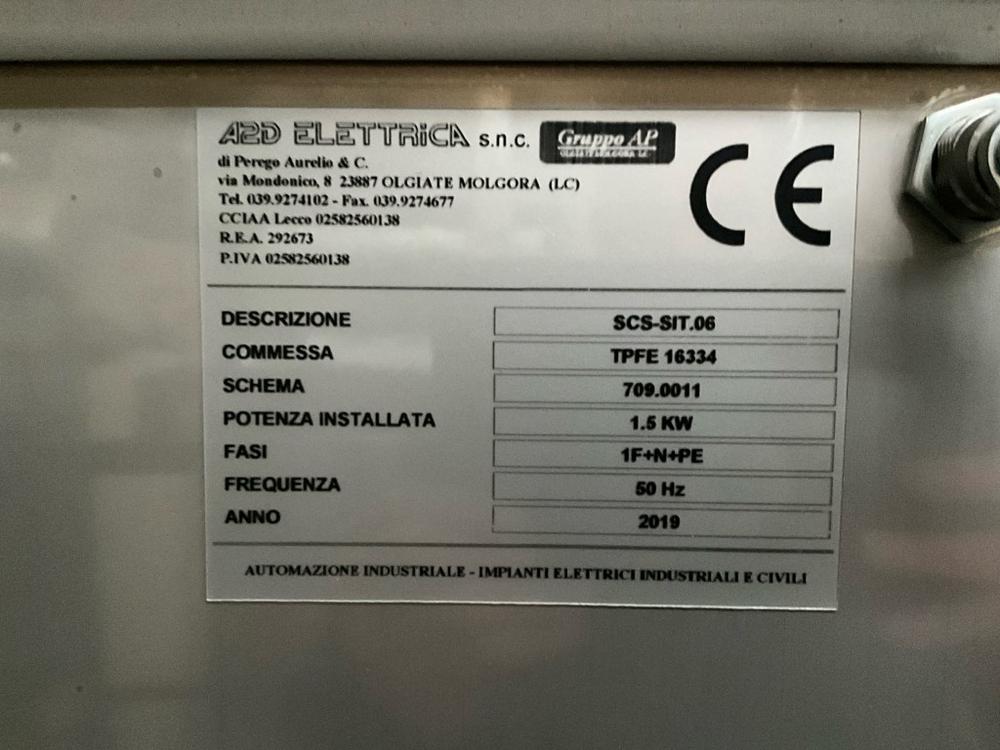 A2D ELETTRICA s.n.c. Gruppo AP
di Perego Aurelio & C.
via Mondonico, 8 23887 OLGIATE MOLGORA (LC)
Tel. 039.9274102 - Fax. 039.9274677
CCIAA Lecco 02582560138
R.E.A. 292673
P.IVA 02582560138
CE
DESCRIZIONE SCS-SIT.06
COMMESSA TPFE 16334
SCHEMA 709.0011
POTENZA INSTALLATA 1.5 KW
FASI 1F+N+PE
FREQUENZA 50 Hz
ANNO 2019
AUTOMAZIONE INDUSTRIALE - IMPIANTI ELETTRICI INDUSTRIALI E CIVILI